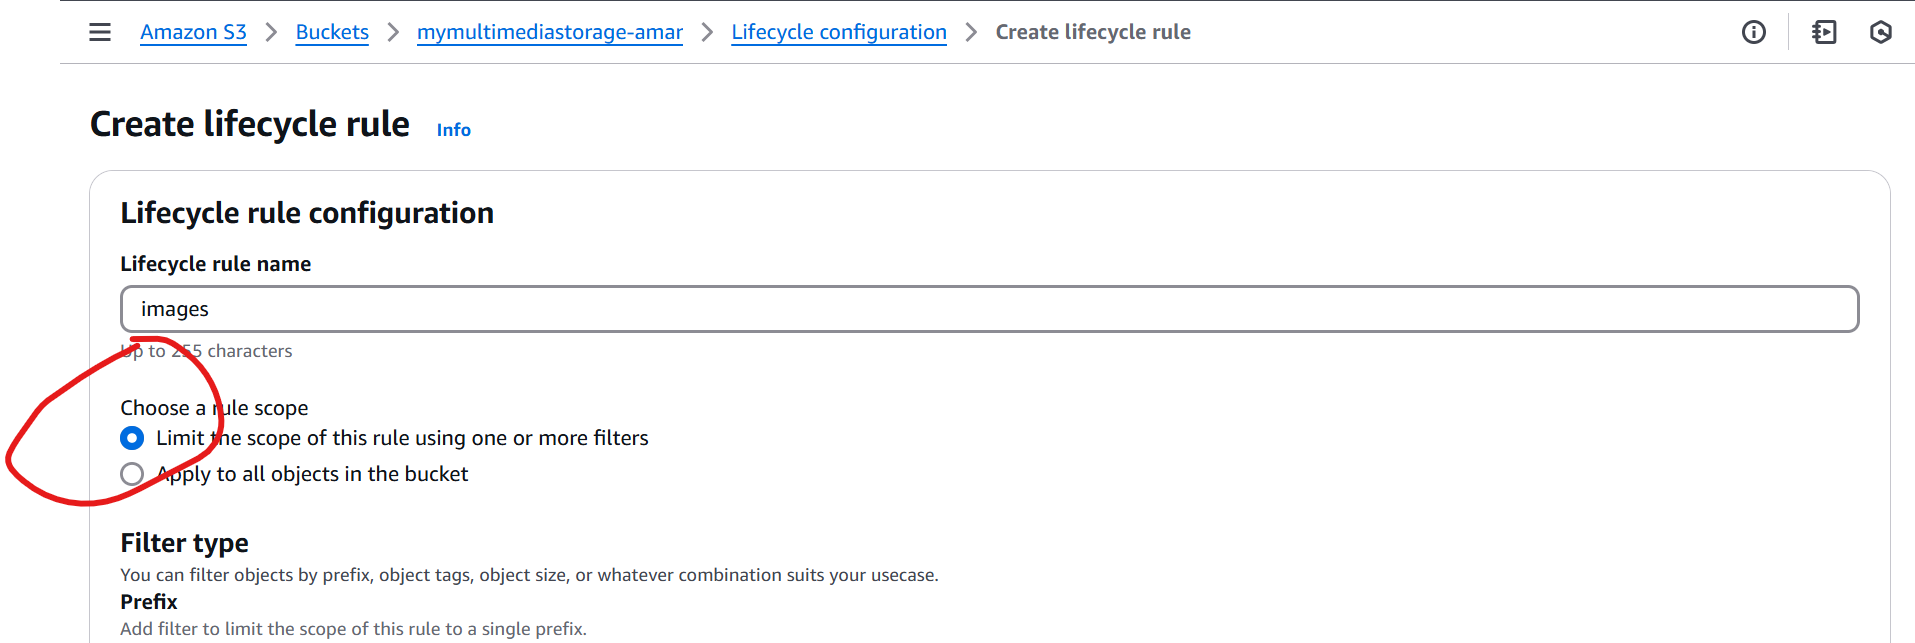 Amazon S3 > Buckets > mymultimediastorage-amar > Lifecycle configuration > Create lifecycle rule
Create lifecycle rule Info
Lifecycle rule configuration
Lifecycle rule name
images
Up to 255 characters
Choose a rule scope
Limit the scope of this rule using one or more filters
Apply to all objects in the bucket
Filter type
You can filter objects by prefix, object tags, object size, or whatever combination suits your usecase.
Prefix
Add filter to limit the scope of this rule to a single prefix.